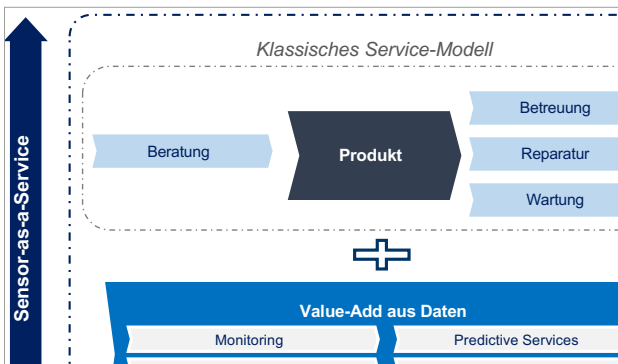 Sensor-as-a-Service
Klassisches Service-Modell
Beratung
Produkt
Betreuung
Reparatur
Wartung
Value-Add aus Daten
Monitoring
Predictive Services